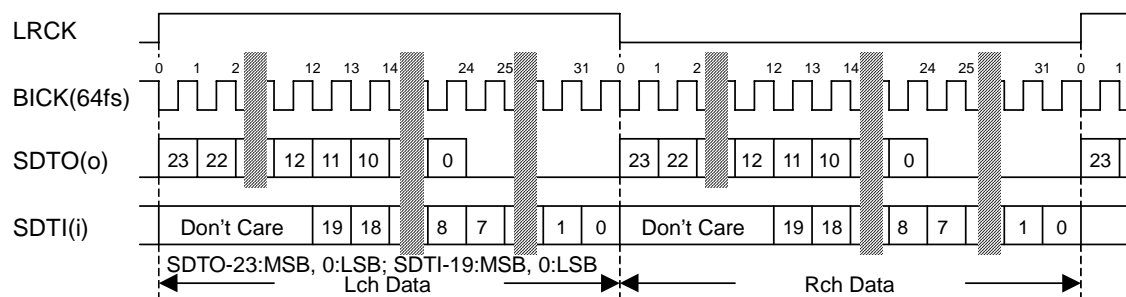 LRCK
0 1 2 12 13 14 24 25 31 0 1 2 12 13 14 24 25 31 0 1
BICK(64fs)
SDTO(o) 23 22 12 11 10 0 23 22 12 11 10 0 23
SDTI(i) Don't Care 19 18 8 7 1 0 Don't Care 19 18 8 7 1 0
SDTO-23:MSB, 0:LSB; SDTI-19:MSB, 0:LSB
Lch Data Rch Data